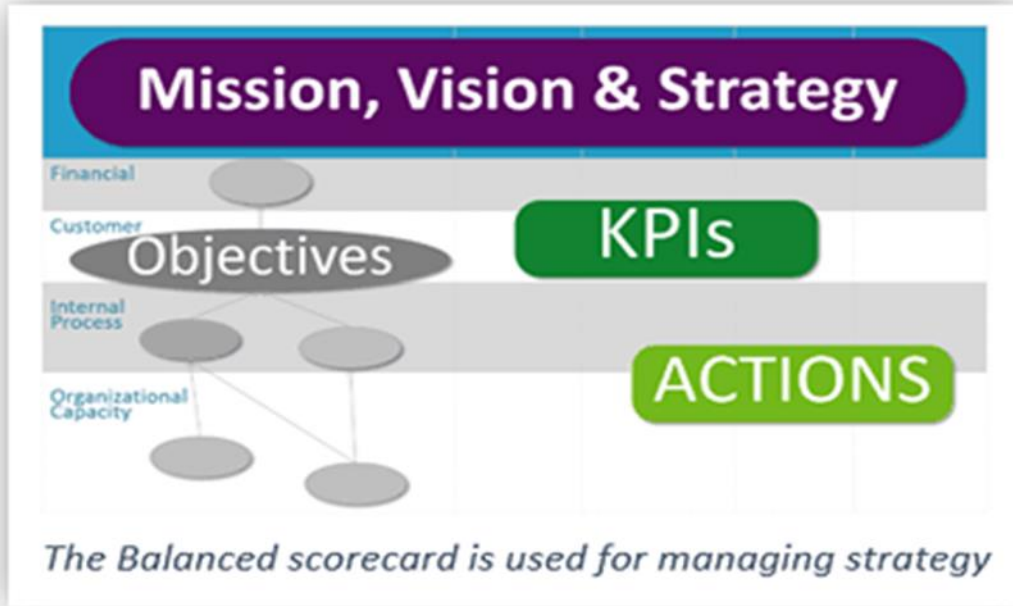 Mission, Vision & Strategy
Financial
Customer
Objectives
KPIs
Internal
Process
ACTIONS
Organizational
Capacity
The Balanced scorecard is used for managing strategy